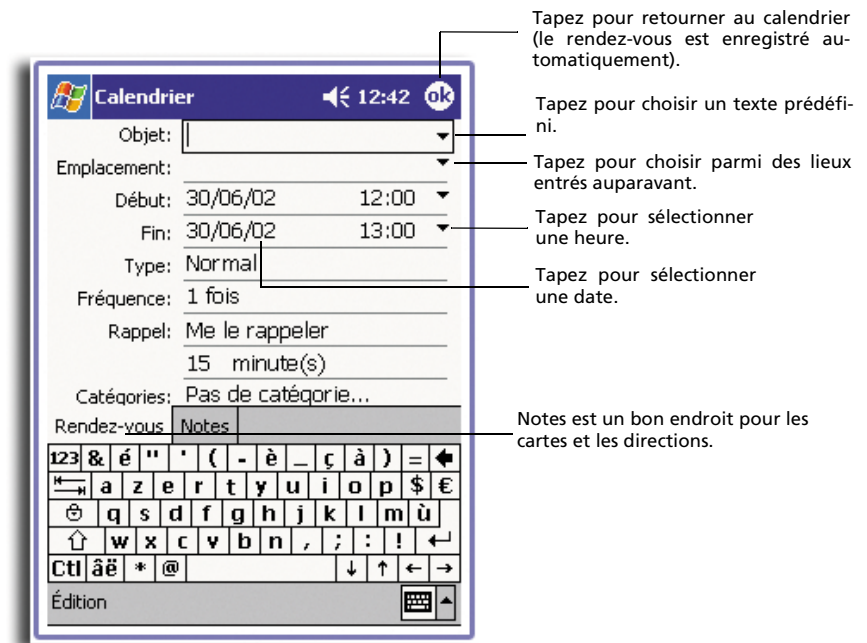 Tapez pour retourner au calendrier
(le rendez-vous est enregistré au-
tomatiquement).
Calendrier 12:42 ok
Tapez pour choisir un texte prédéfi-
ni.
Objet:
Emplacement:
Tapez pour choisir parmi des lieux
entrés auparavant.
Début: 30/06/02 12:00
Fin: 30/06/02 13:00
Tapez pour sélectionner
une heure.
Type: Normal
Tapez pour sélectionner
une date.
Fréquence: 1 fois
Rappel: Me le rappeler
15 minute(s)
Catégories: Pas de catégorie...
Rendez-vous Notes
Notes est un bon endroit pour les
cartes et les directions.
123 & é " ' ( - è _ ç à ) =
a z e r t y u i o p $ €
q s d f g h j k l m ù
w x c v b n , ; : !
Ctl âë * @ ↓ ↑ ← →
Édition